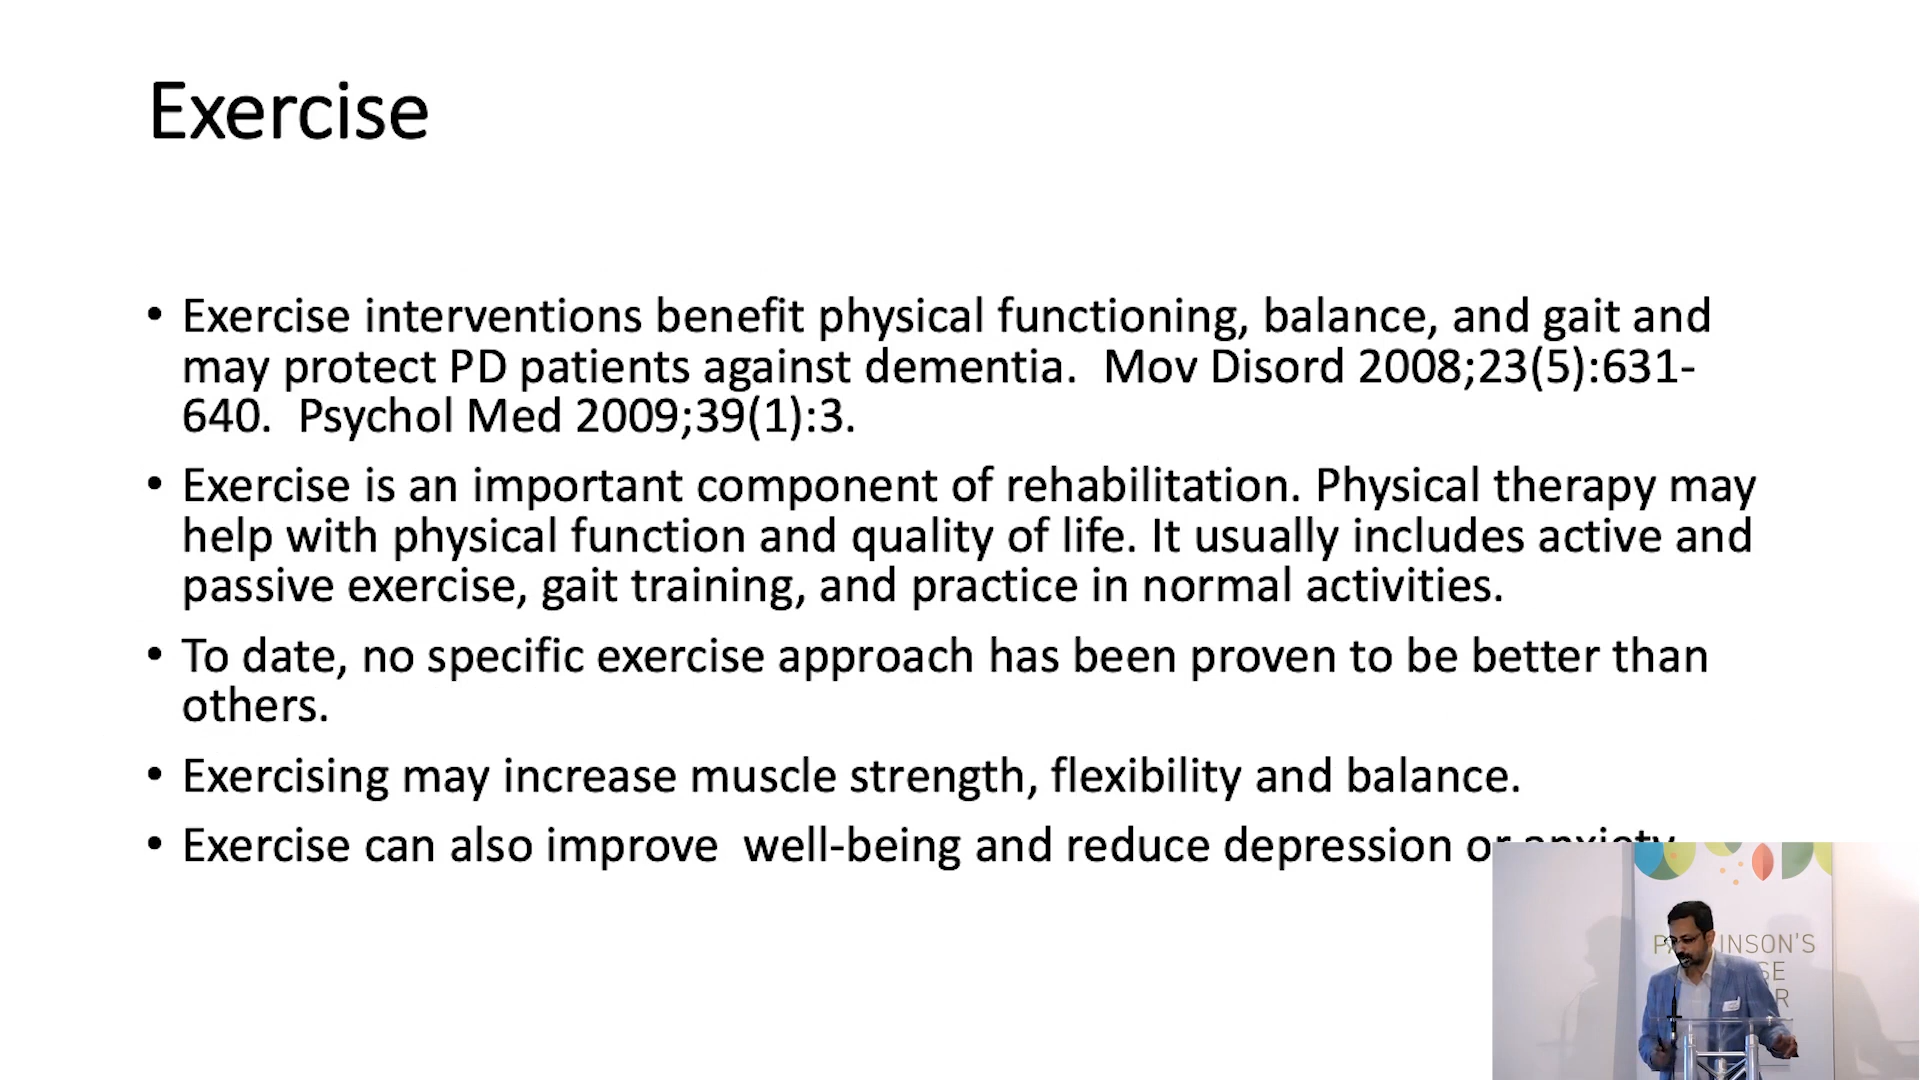 Exercise
• Exercise interventions benefit physical functioning, balance, and gait and
may protect PD patients against dementia.  Mov Disord 2008;23(5):631-
640.  Psychol Med 2009;39(1):3.
• Exercise is an important component of rehabilitation. Physical therapy may
help with physical function and quality of life. It usually includes active and
passive exercise, gait training, and practice in normal activities.
• To date, no specific exercise approach has been proven to be better than
others.
• Exercising may increase muscle strength, flexibility and balance.
• Exercise can also improve  well-being and reduce depression or anxiety
INSON'S
SE
R